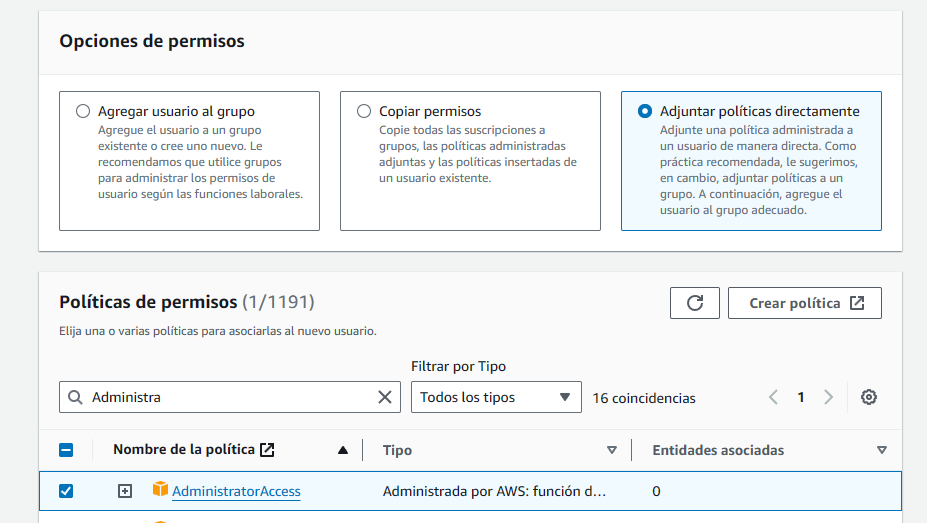 Opciones de permisos
Agregar usuario al grupo
Agregue el usuario a un grupo
existente o cree uno nuevo. Le
recomendamos que utilice grupos
para administrar los permisos de
usuario según las funciones laborales.
Copiar permisos
Copie todas las suscripciones a
grupos, las políticas administradas
adjuntas y las políticas insertadas de
un usuario existente.
Adjuntar políticas directamente
Adjunte una política administrada a
un usuario de manera directa. Como
práctica recomendada, le sugerimos,
en cambio, adjuntar políticas a un
grupo. A continuación, agregue el
usuario al grupo adecuado.
Políticas de permisos (1/1191)
Crear política
Elija una o varias políticas para asociarlas al nuevo usuario.
Filtrar por Tipo
Administra
Todos los tipos
16 coincidencias
1
Nombre de la política
Tipo
Entidades asociadas
AdministratorAccess
Administrada por AWS: función d...
0